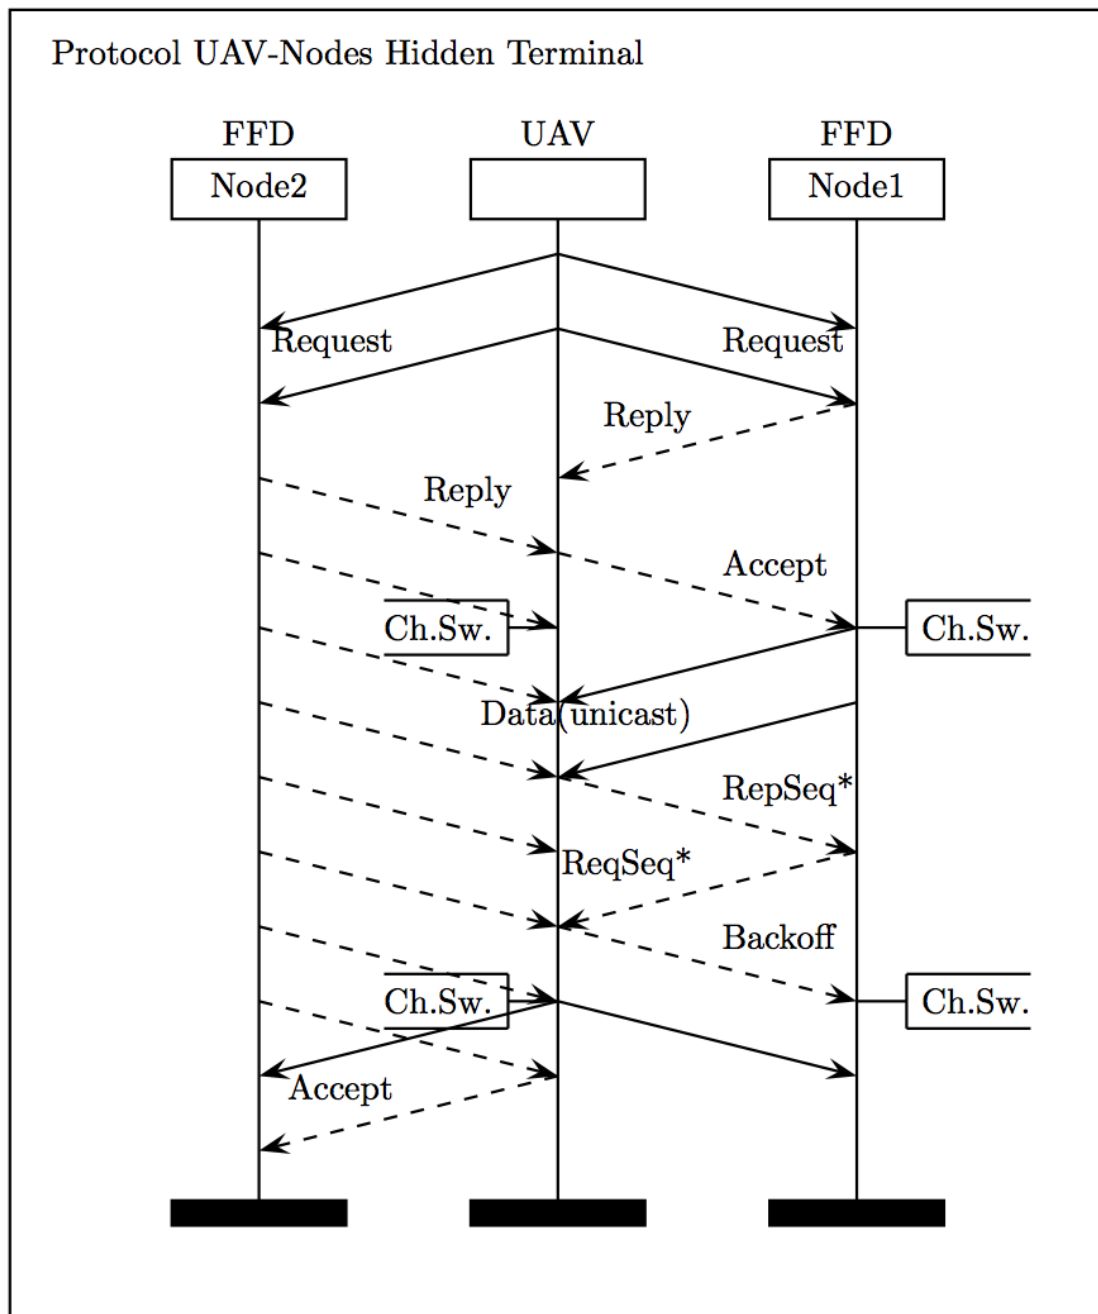 Protocol UAV-Nodes Hidden Terminal
FFD UAV FFD
Node2 Node1
Request Request
Reply
Reply
Accept
Ch.Sw. Ch.Sw.
Data(unicast)
RepSeq*
ReqSeq*
Backoff
Ch.Sw. Ch.Sw.
Accept